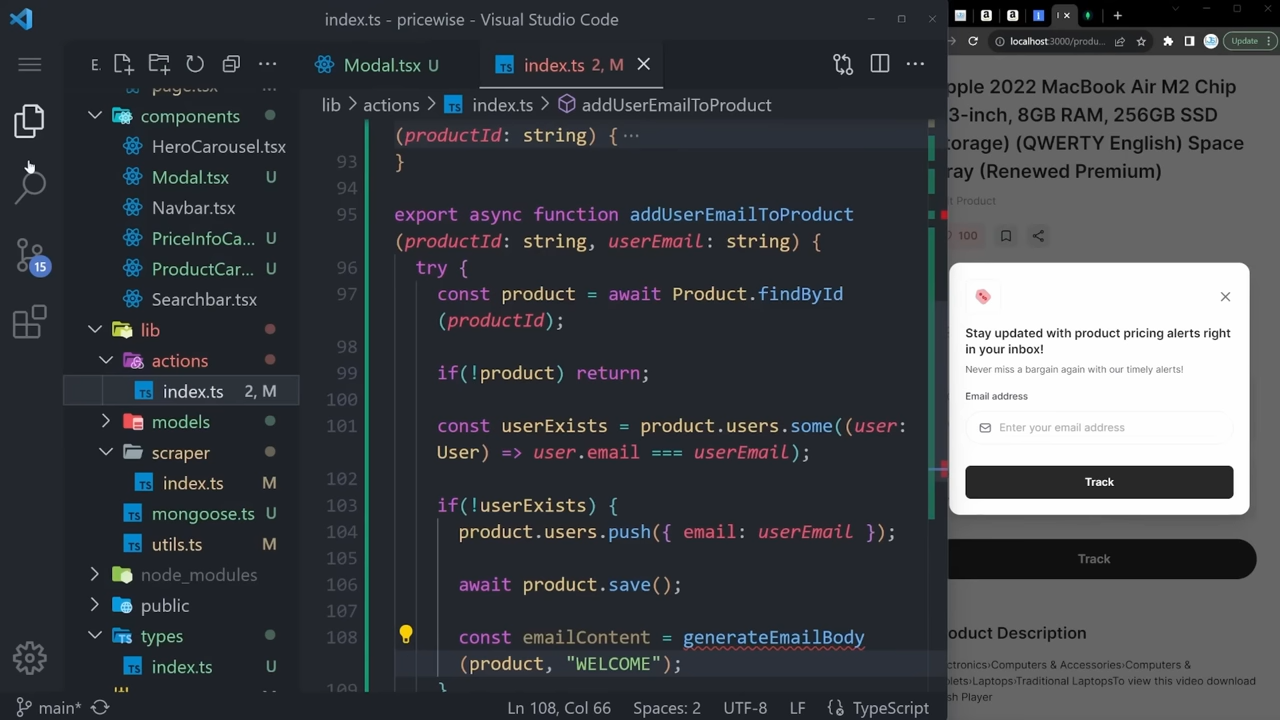 index.ts - pricewise - Visual Studio Code
E.
Modal.tsx U
index.ts 2, M
lib
actions
index.ts
addUserEmailToProduct
page.tsx
components
HeroCarousel.tsx
Modal.tsx U
Navbar.tsx
PriceInfoCa... U
ProductCar... U
Searchbar.tsx
lib
actions
index.ts 2, M
models
scraper
index.ts M
mongoose.ts U
utils.ts M
node_modules
public
types
index.ts U
15
(productId: string) { ···
93 }
94
95 export async function addUserEmailToProduct
(productId: string, userEmail: string) {
96 try {
97 const product = await Product.findById
(productId);
98
99 if(!product) return;
100
101 const userExists = product.users.some((user:
User) => user.email === userEmail);
102
103 if(!userExists) {
104 product.users.push({ email: userEmail });
105
106 await product.save();
107
108 const emailContent = generateEmailBody
(product, "WELCOME");
109 }
main*
Ln 108, Col 66
Spaces: 2
UTF-8
LF
TypeScript
localhost:3000/produ...
Update
pple 2022 MacBook Air M2 Chip
3-inch, 8GB RAM, 256GB SSD
torage) (QWERTY English) Space
ray (Renewed Premium)
it Product
100
Stay updated with product pricing alerts right
in your inbox!
Never miss a bargain again with our timely alerts!
Email address
Enter your email address
Track
Track
oduct Description
ctronics›Computers & Accessories›Computers &
blets›Laptops›Traditional LaptopsTo view this video download
sh Player